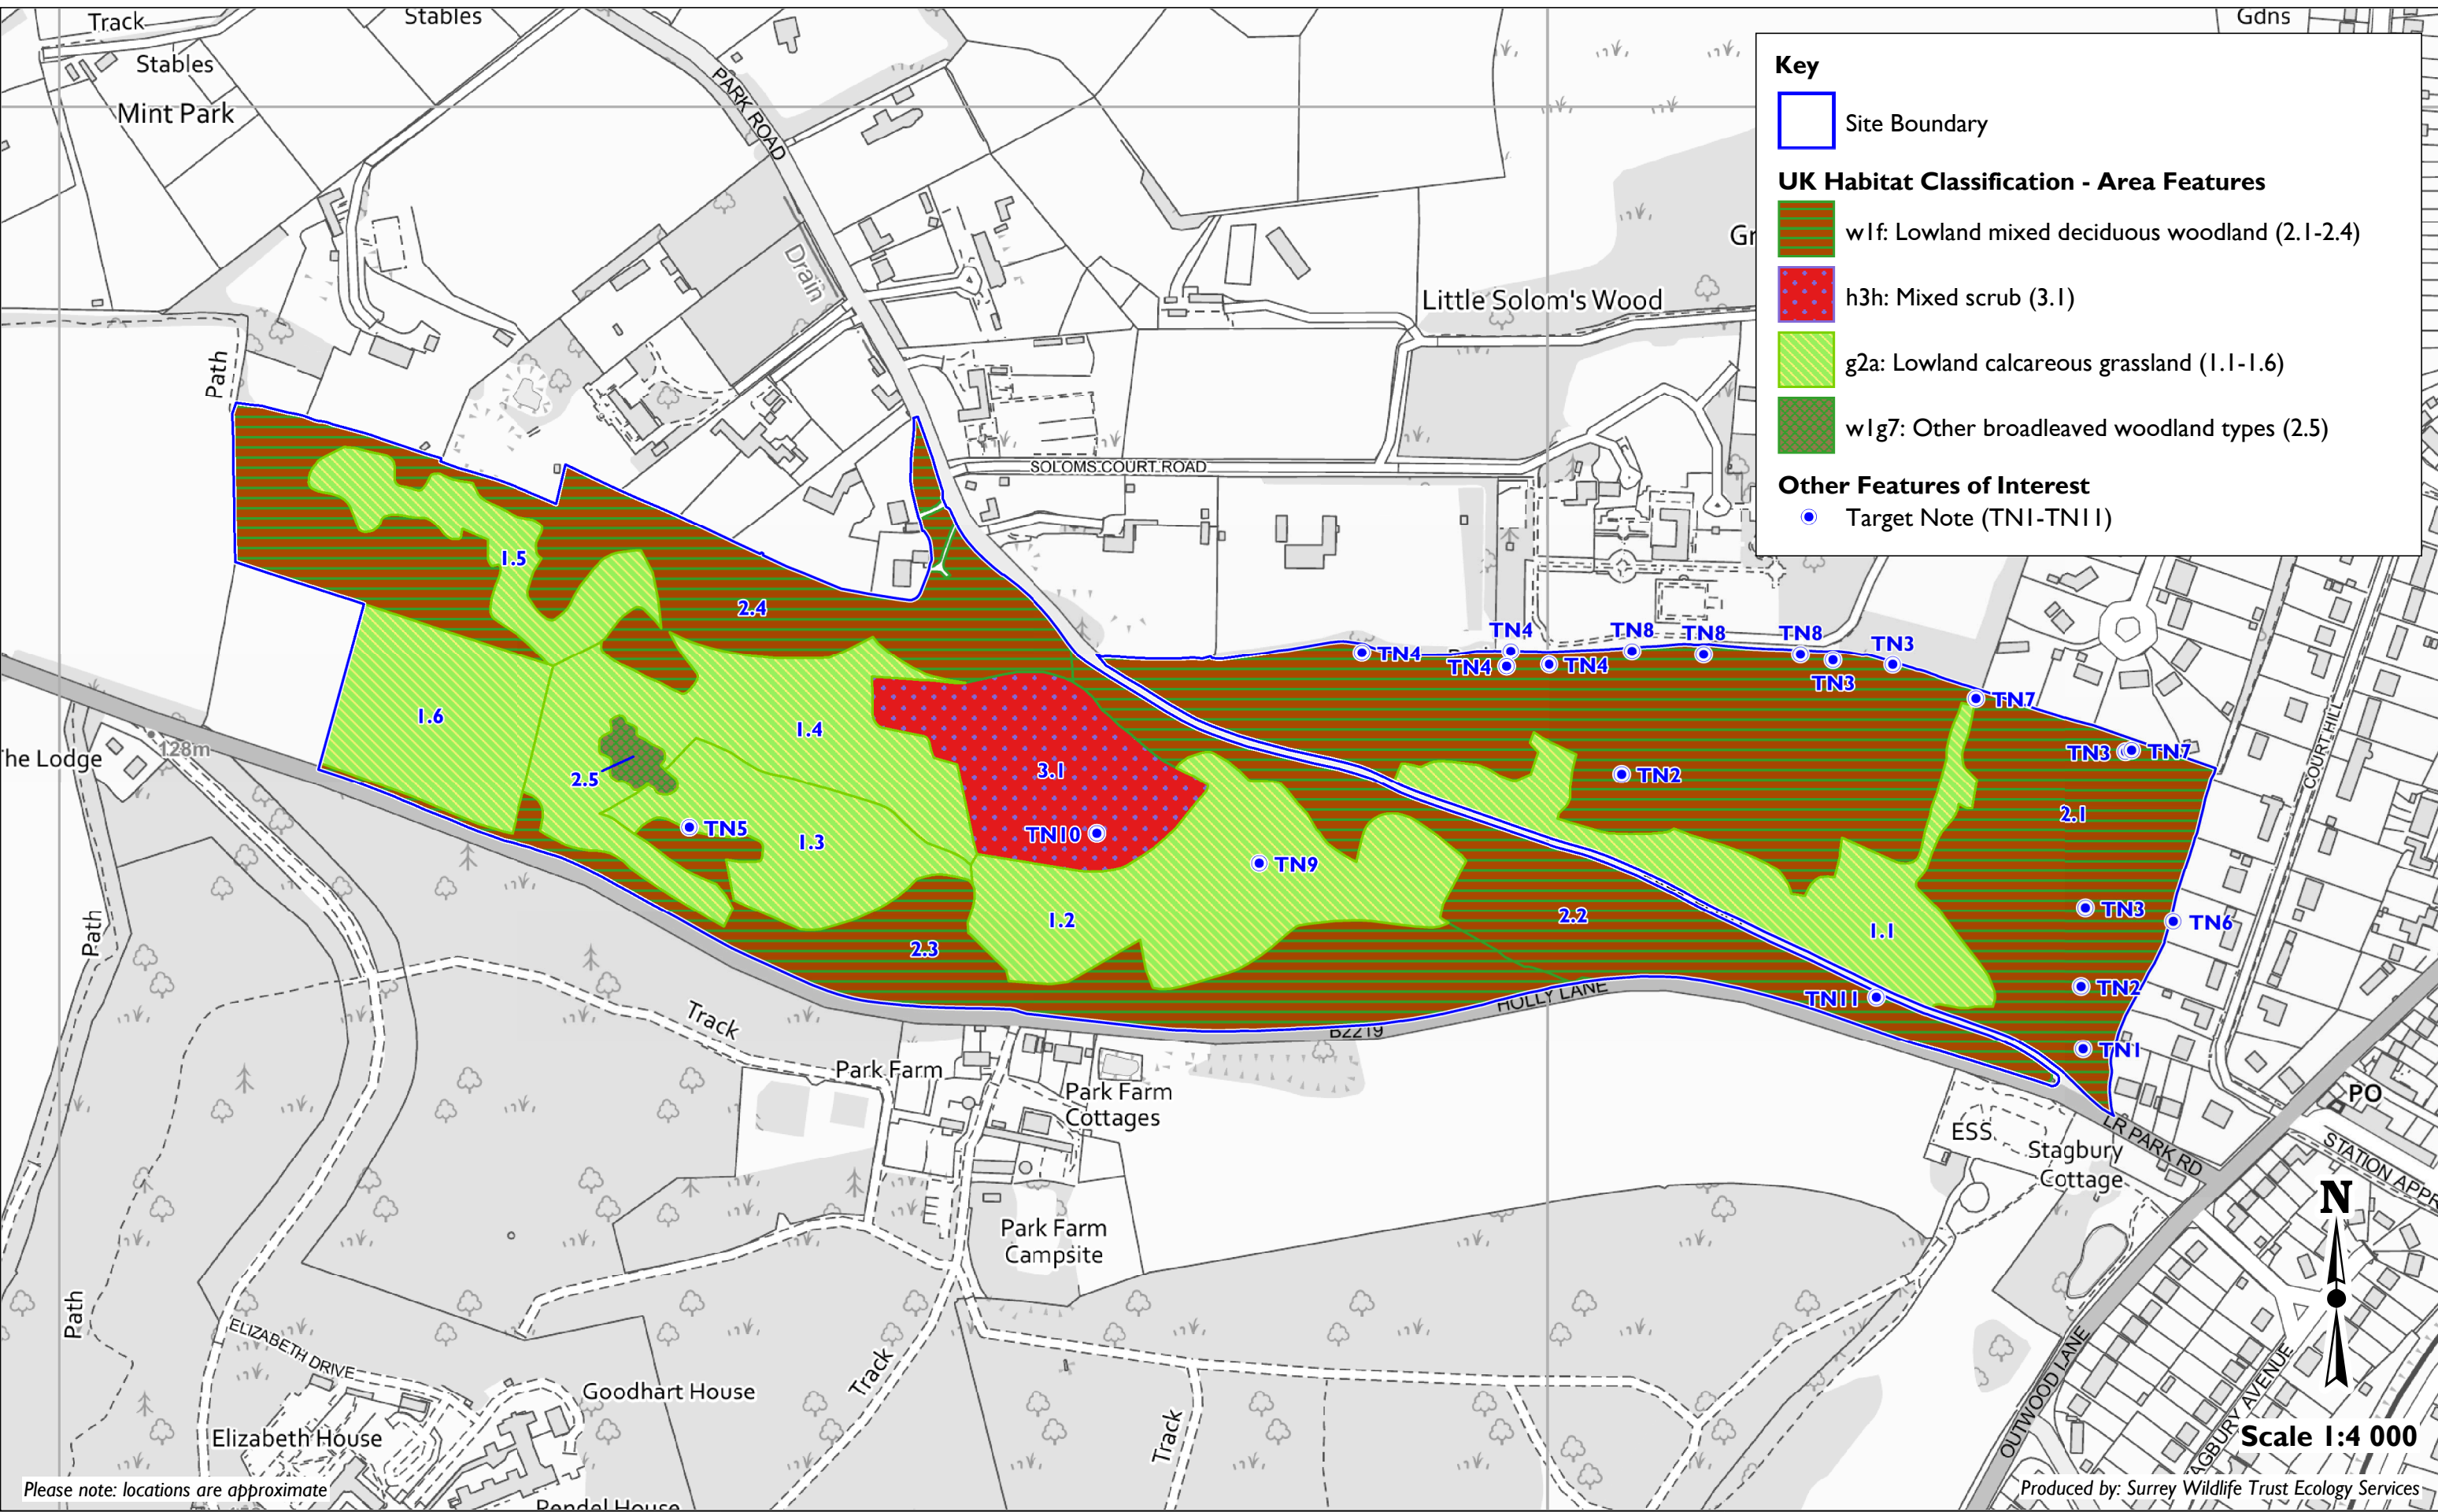 Track
Stables
Gdns
Stables
Mint Park
PARK ROAD
Key
Site Boundary
UK Habitat Classification - Area Features
w1f: Lowland mixed deciduous woodland (2.1-2.4)
h3h: Mixed scrub (3.1)
g2a: Lowland calcareous grassland (1.1-1.6)
w1g7: Other broadleaved woodland types (2.5)
Other Features of Interest
Target Note (TN1-TN11)
Drain
Gr
Little Solom's Wood
Path
SOLOMS COURT ROAD
1.5
2.4
TN4
TN8
TN8
TN8
TN3
TN4
TN4
TN4
TN3
TN7
1.6
1.4
128m
he Lodge
2.5
3.1
TN2
TN3
TN7
COURT HILL
TN5
1.3
TN10
TN9
2.1
1.2
2.2
1.1
TN3
TN6
Path
2.3
TN11
TN2
HOLLY LANE
B2219
TN1
Track
Park Farm
Park Farm
Cottages
PO
ESS
LR PARK RD
Stagbury
Cottage
STATION APPR
Park Farm
Campsite
N
Path
ELIZABETH DRIVE
Track
Goodhart House
Track
OUTWOOD LANE
AGBURY AVENUE
Elizabeth House
Scale 1:4 000
Please note: locations are approximate
Rendel House
Produced by: Surrey Wildlife Trust Ecology Services